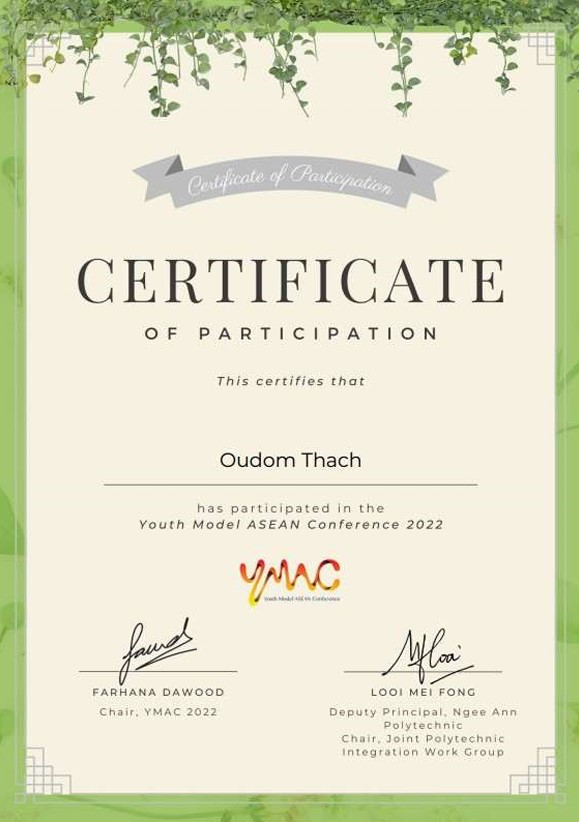 Certificate of Participation
CERTIFICATE
OF PARTICIPATION
This certifies that
Oudom Thach
has participated in the
Youth Model ASEAN Conference 2022
YMAC
Youth Model ASEAN Conference
FARHANA DAWOOD
Chair, YMAC 2022
LOOI MEI FONG
Deputy Principal, Ngee Ann
Polytechnic
Chair, Joint Polytechnic
Integration Work Group